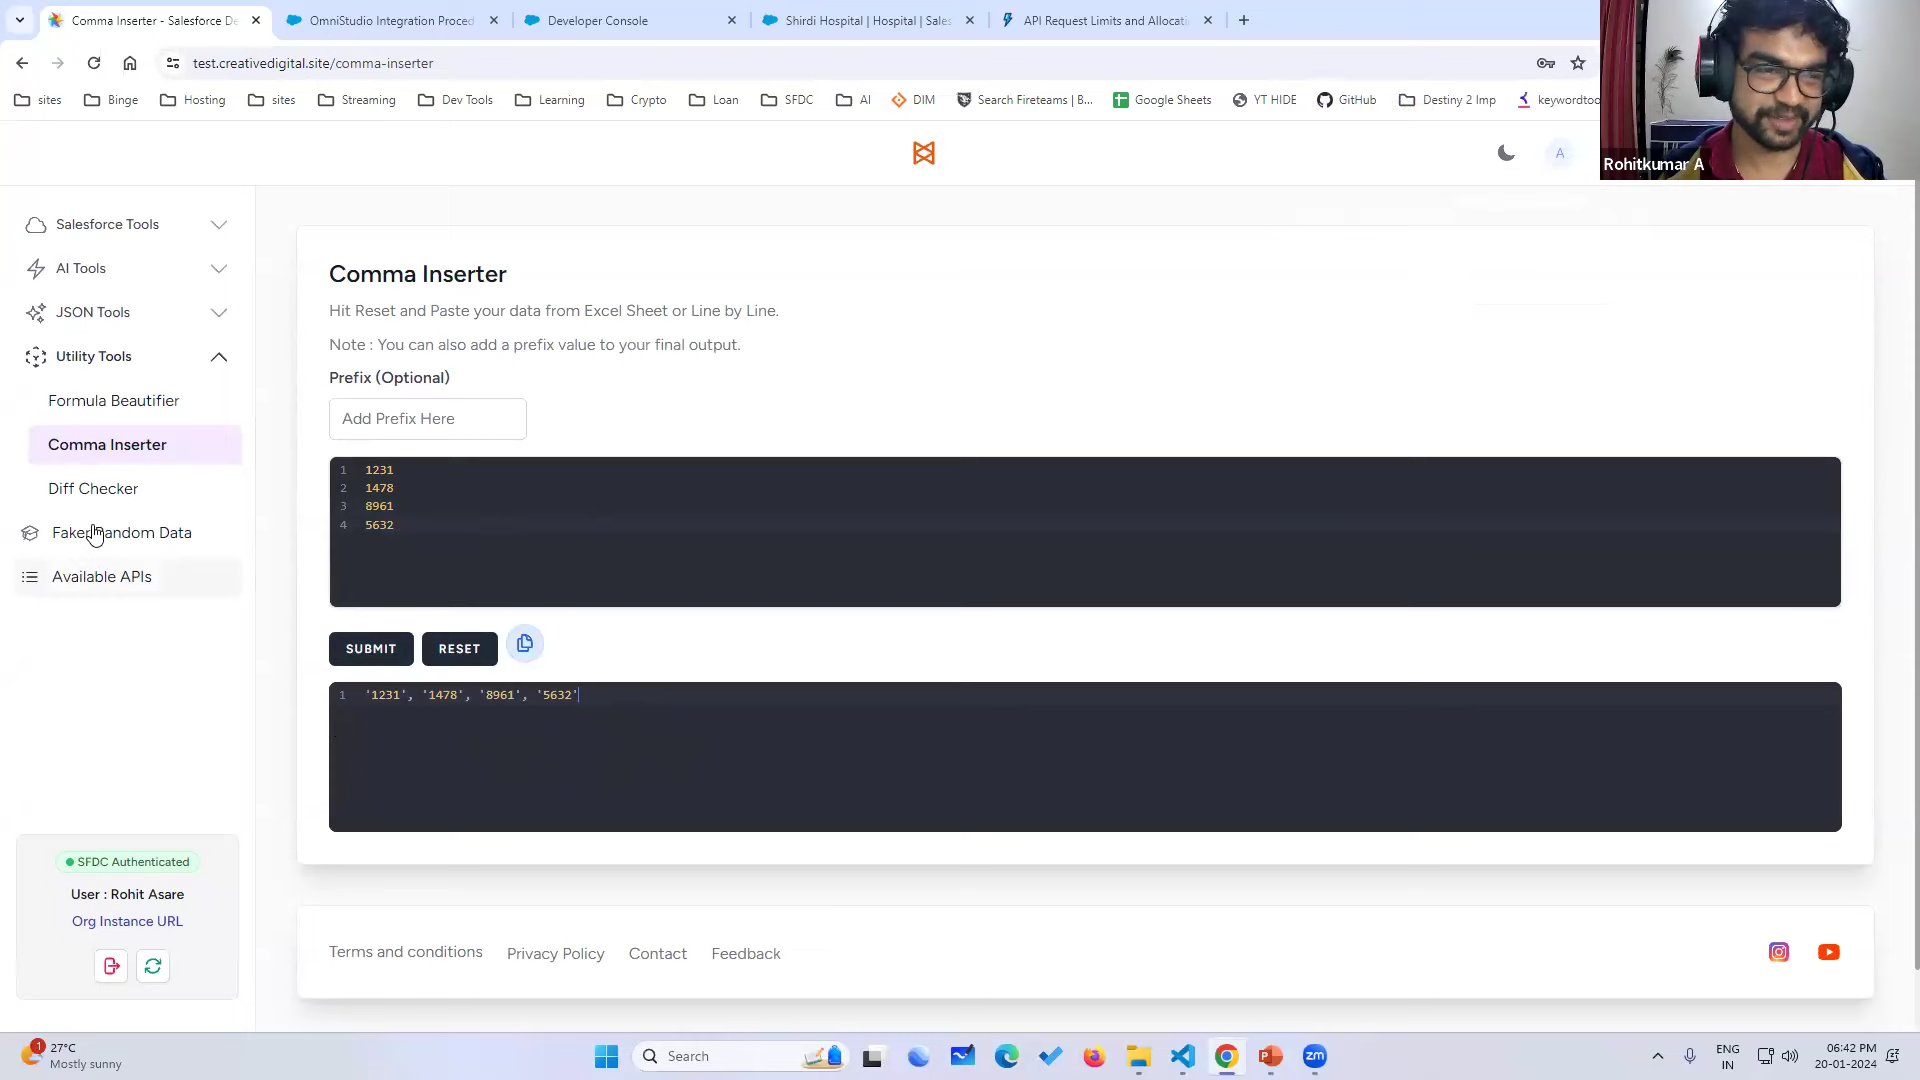 Comma Inserter - Salesforce De
OmniStudio Integration Proced
Developer Console
Shirdi Hospital | Hospital | Sales
API Request Limits and Allocati
test.creativedigital.site/comma-inserter
sites
Binge
Hosting
sites
Streaming
Dev Tools
Learning
Crypto
Loan
SFDC
AI
DIM
Search Fireteams | B...
Google Sheets
YT HIDE
GitHub
Destiny 2 Imp
keywordtoo
Rohitkumar A
A
Salesforce Tools
AI Tools
JSON Tools
Utility Tools
Formula Beautifier
Comma Inserter
Diff Checker
Faker Random Data
Available APIs
SFDC Authenticated
User : Rohit Asare
Org Instance URL
Comma Inserter
Hit Reset and Paste your data from Excel Sheet or Line by Line.
Note : You can also add a prefix value to your final output.
Prefix (Optional)
Add Prefix Here
1 1231
2 1478
3 8961
4 5632
SUBMIT
RESET
1 '1231', '1478', '8961', '5632'
Terms and conditions
Privacy Policy
Contact
Feedback
1
27°C
Mostly sunny
Search
zm
ENG
IN
06:42 PM
20-01-2024